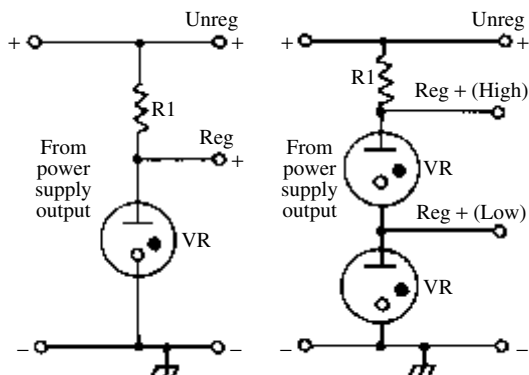 Unreg
+ +
R1
Reg
+
From
power
supply
output
VR
− −
Unreg
+ +
R1
Reg + (High)
From
power
supply
output
VR
Reg + (Low)
VR
− −